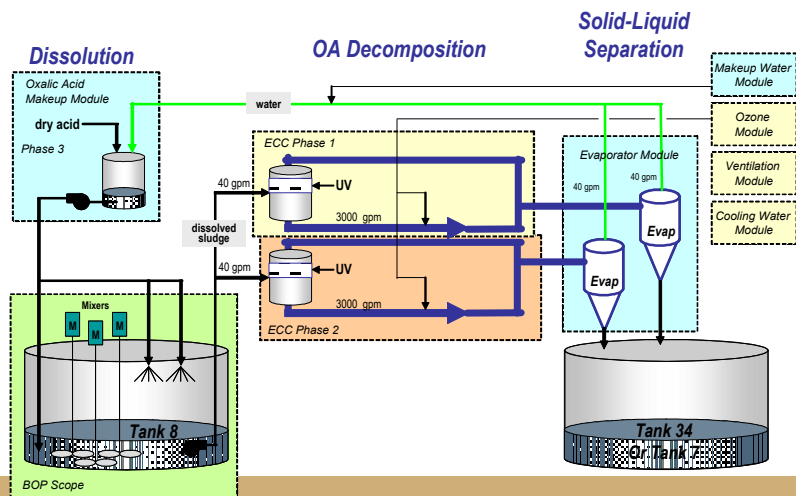 Dissolution
OA Decomposition
Solid-Liquid
Separation
Oxalic Acid
Makeup Module
dry acid
Phase 3
water
Makeup Water
Module
Ozone
Module
Ventilation
Module
Cooling Water
Module
ECC Phase 1
40 gpm
UV
3000 gpm
dissolved
sludge
40 gpm
UV
3000 gpm
ECC Phase 2
Evaporator Module
40 gpm
40 gpm
Evap
Evap
Mixers
M
M
M
Tank 8
BOP Scope
Tank 34
Or Tank 7